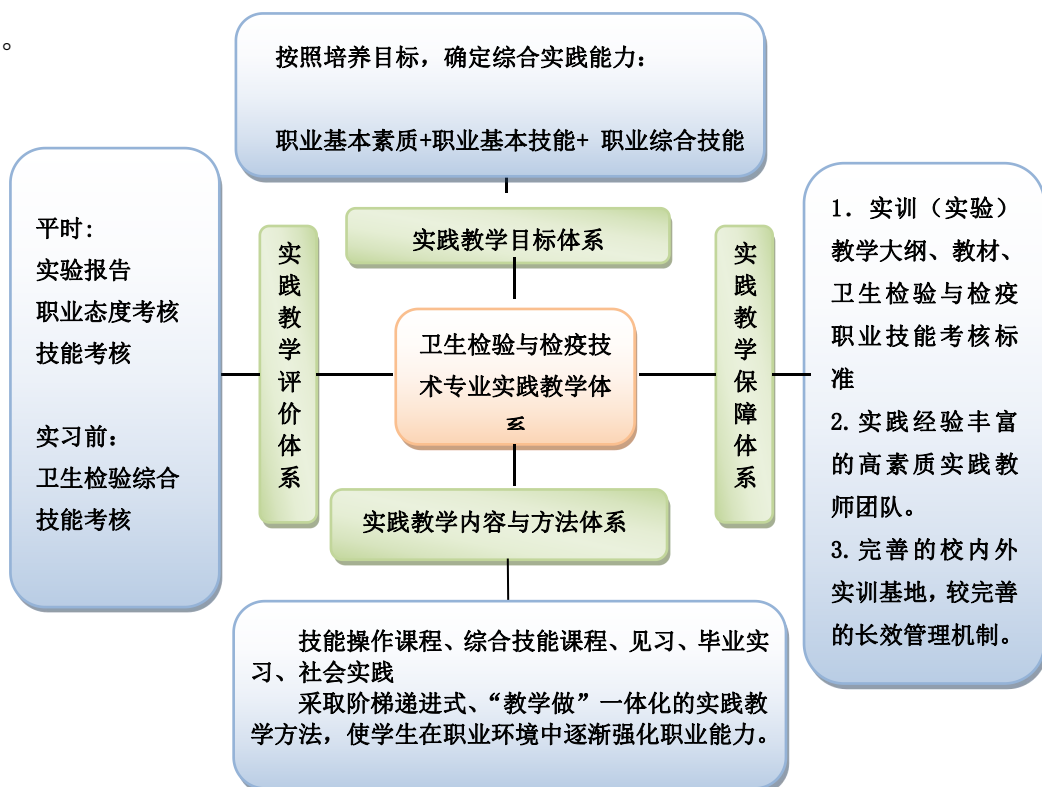 。
按照培养目标，确定综合实践能力：
职业基本素质+职业基本技能+ 职业综合技能
平时：
实验报告
职业态度考核
技能考核
实习前：
卫生检验综合
技能考核
实践教学评价体系
实践教学目标体系
卫生检验与检疫技
术专业实践教学体
系
实践教学内容与方法体系
实践教学保障体系
1. 实训（实验）
教学大纲、教材、
卫生检验与检疫
职业技能考核标
准
2. 实践经验丰富
的高素质实践教
师团队。
3. 完善的校内外
实训基地，较完善
的长效管理机制。
技能操作课程、综合技能课程、见习、毕业实
习、社会实践
采取阶梯递进式、“教学做”一体化的实践教
学方法，使学生在职业环境中逐渐强化职业能力。